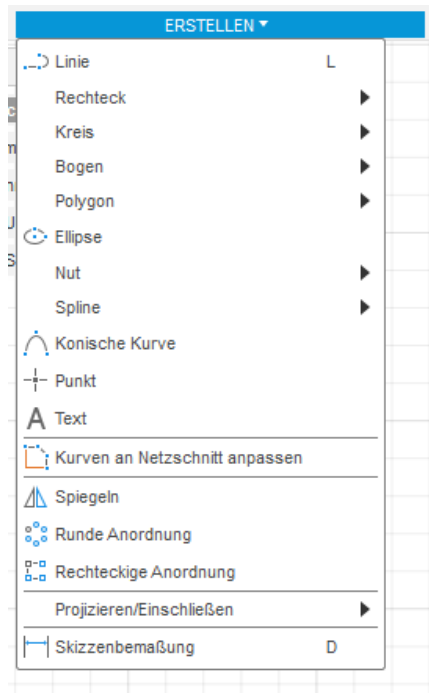 ERSTELLEN
Linie L
Rechteck
Kreis
Bogen
Polygon
Ellipse
Nut
Spline
Konische Kurve
Punkt
A Text
Kurven an Netzschnitt anpassen
Spiegeln
Runde Anordnung
Rechteckige Anordnung
Projizieren/Einschließen
Skizzenbemaßung D